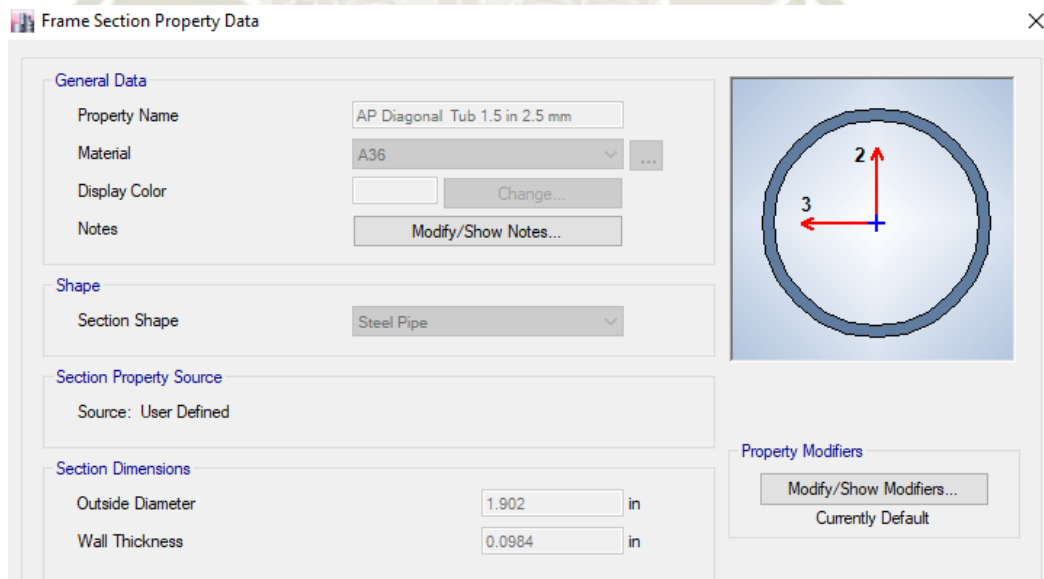 Frame Section Property Data
General Data
Property Name AP Diagonal Tub 1.5 in 2.5 mm
Material A36 ...
Display Color Change...
Notes Modify/Show Notes...
Shape
Section Shape Steel Pipe
Section Property Source
Source: User Defined
Section Dimensions
Outside Diameter 1.902 in
Wall Thickness 0.0984 in
2
3
Property Modifiers
Modify/Show Modifiers...
Currently Default